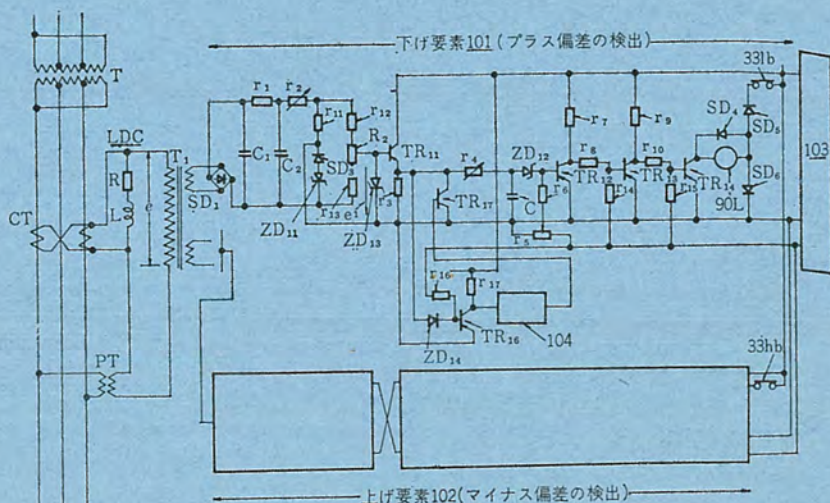 下げ要素101(プラス偏差の検出)
T
33lb
r₁
r₂
r₁₁
r₁₂
r₇
r₉
SD₄
SD₅
103
LDC
T₁
R₂
TR₁₁
r₄
ZD₁₂
r₈
r₁₀
R
C₁
C₂
SD₃
r₆
TR₁₂
TR₁₃
TR₁₄
SD₆
CT
L
e
SD₁
r₁₃
e₁
r₃
TR₁₇
C
r₁₄
r₁₅
90L
ZD₁₁
ZD₁₃
r₅
r₁₆
r₁₇
PT
TR₁₆
104
33hb
ZD₁₄
上げ要素102(マイナス偏差の検出)